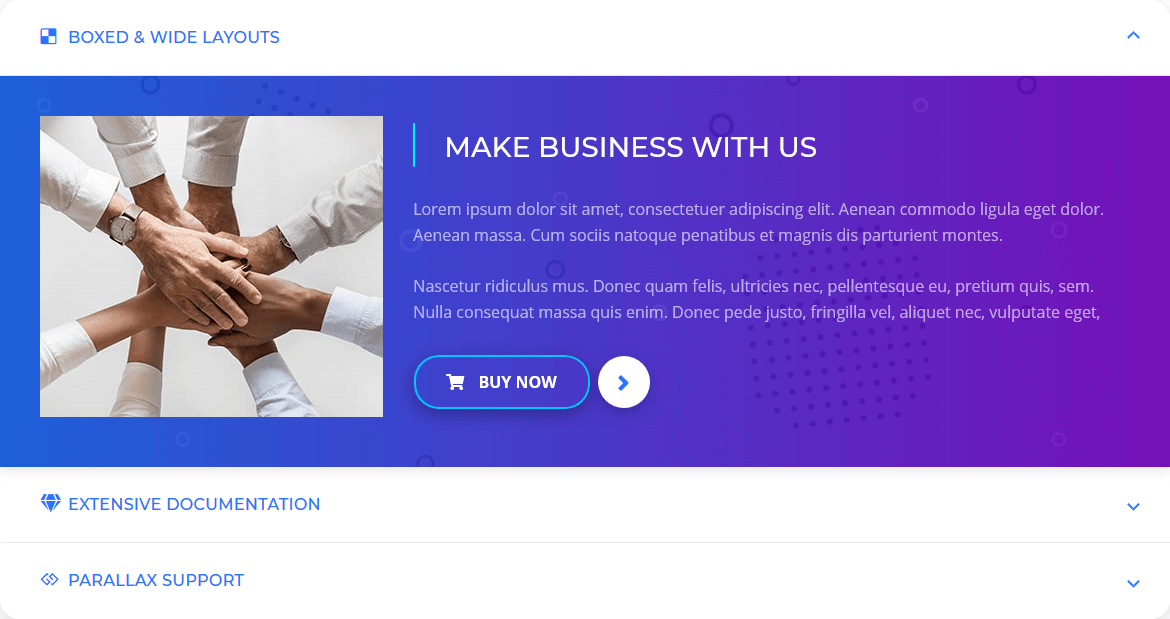 BOXED & WIDE LAYOUTS
MAKE BUSINESS WITH US
Lorem ipsum dolor sit amet, consectetuer adipiscing elit. Aenean commodo ligula eget dolor.
Aenean massa. Cum sociis natoque penatibus et magnis dis parturient montes.
Nascetur ridiculus mus. Donec quam felis, ultricies nec, pellentesque eu, pretium quis, sem.
Nulla consequat massa quis enim. Donec pede justo, fringilla vel, aliquet nec, vulputate eget,
BUY NOW
EXTENSIVE DOCUMENTATION
PARALLAX SUPPORT